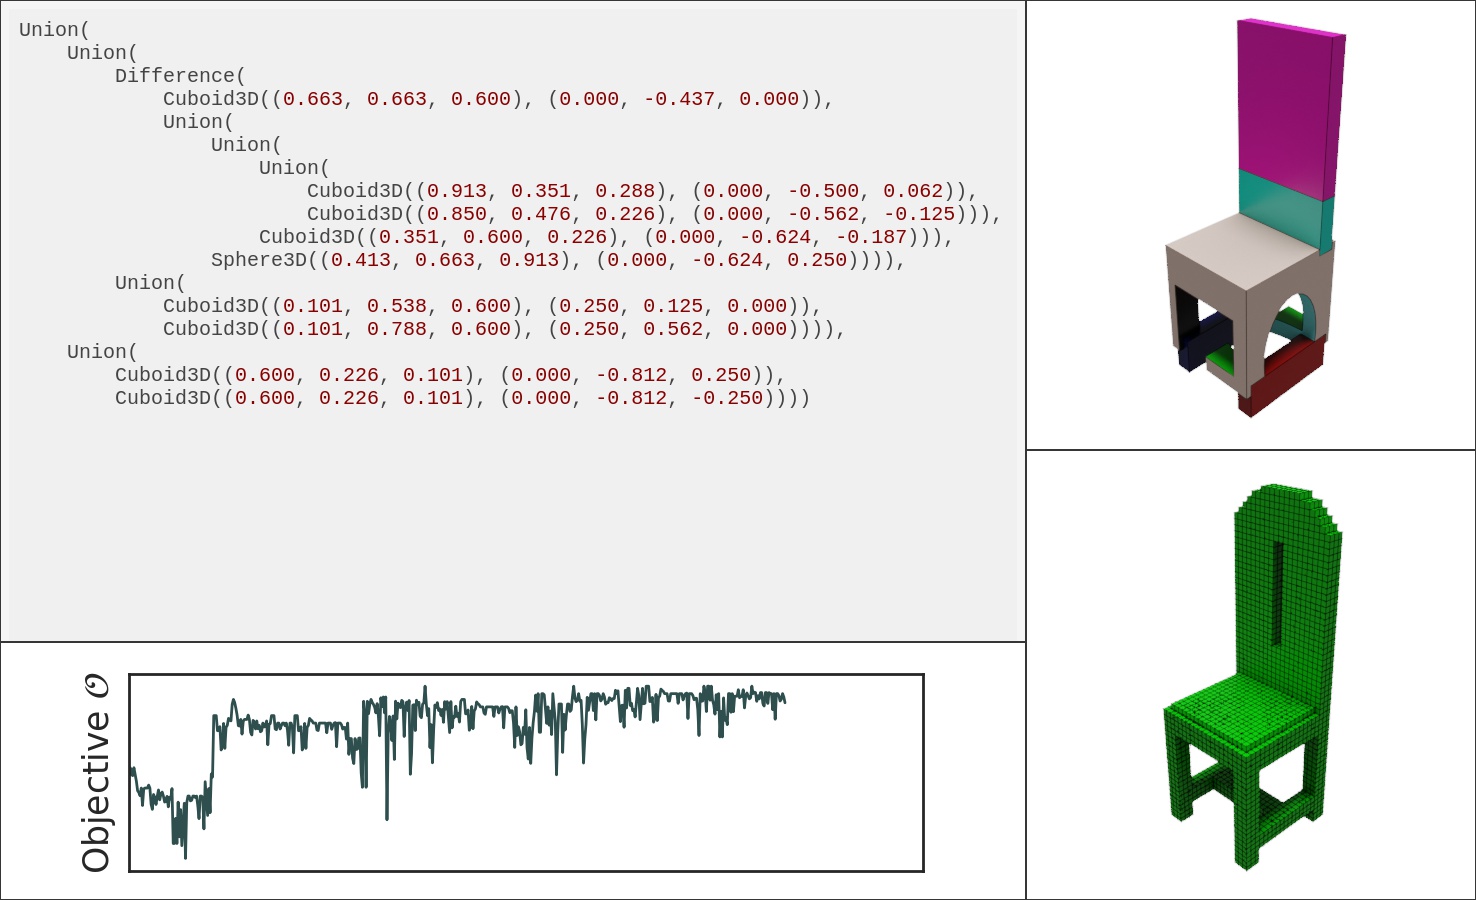 Union(
    Union(
        Difference(
            Cuboid3D((0.663, 0.663, 0.600), (0.000, -0.437, 0.000)),
            Union(
                Union(
                    Union(
                        Cuboid3D((0.913, 0.351, 0.288), (0.000, -0.500, 0.062)),
                        Cuboid3D((0.850, 0.476, 0.226), (0.000, -0.562, -0.125))),
                    Cuboid3D((0.351, 0.600, 0.226), (0.000, -0.624, -0.187))),
                Sphere3D((0.413, 0.663, 0.913), (0.000, -0.624, 0.250)))),
        Union(
            Cuboid3D((0.101, 0.538, 0.600), (0.250, 0.125, 0.000)),
            Cuboid3D((0.101, 0.788, 0.600), (0.250, 0.562, 0.000)))),
    Union(
        Cuboid3D((0.600, 0.226, 0.101), (0.000, -0.812, 0.250)),
        Cuboid3D((0.600, 0.226, 0.101), (0.000, -0.812, -0.250))))
Objective 𝒪